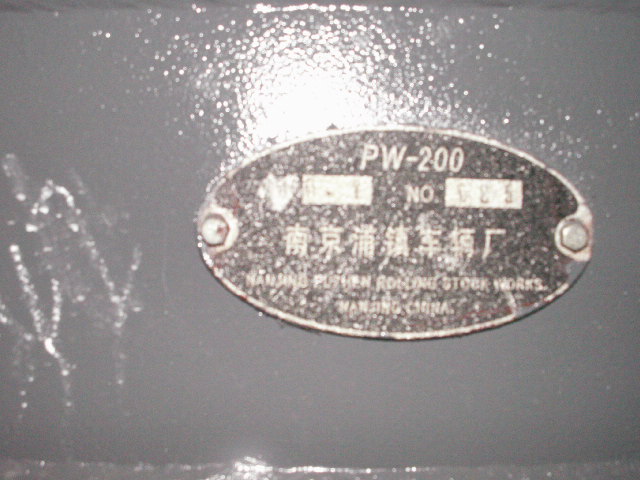 PW-200
NO.
南京浦镇车辆厂
NANJING PUZHEN ROLLING STOCK WORKS.
NANJING CHINA.